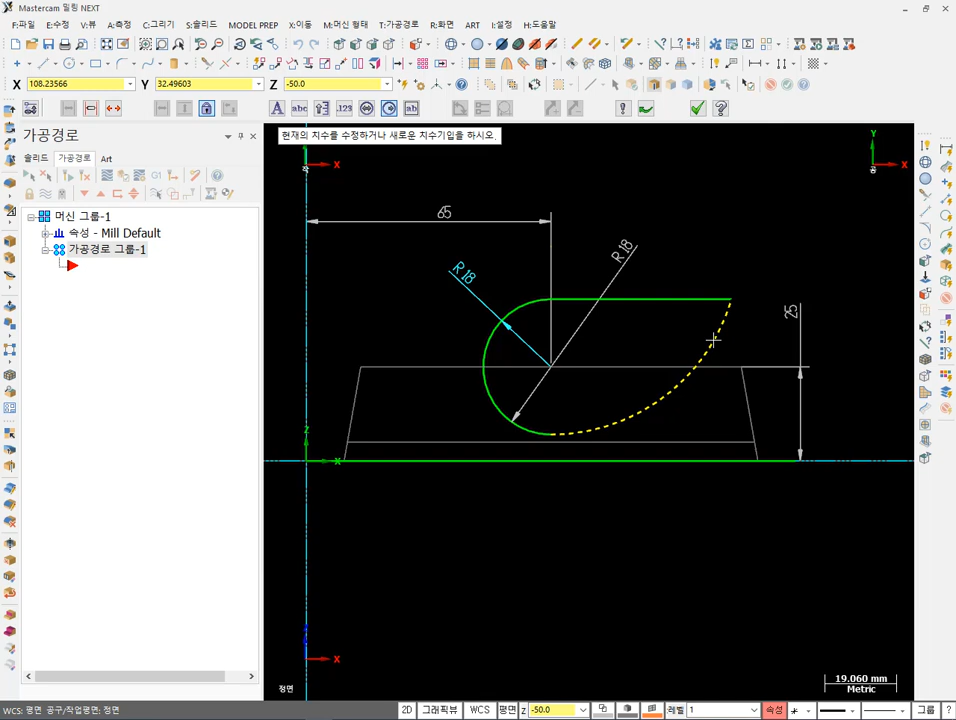 Mastercam 밀링 NEXT
F:파일 E:수정 V:뷰 A:측정 C:그리기 S:솔리드 MODEL PREP X:이동 M:머신 형태 T:가공경로 R:화면 ART I:설정 H:도움말
X 108.23566 Y 32.49603 Z -50.0
현재의 치수를 수정하거나 새로운 치수기입을 하시오.
가공경로
솔리드 가공경로 Art
G1
머신 그룹-1
속성 - Mill Default
가공경로 그룹-1
X
Y
X
65
R18
R18
25
Z
X
X
정면
19.060 mm
Metric
WCS: 평면 공구/작업평면: 정면
2D 그래픽뷰 WCS 평면 Z -50.0 레벨 1 속성 그룹